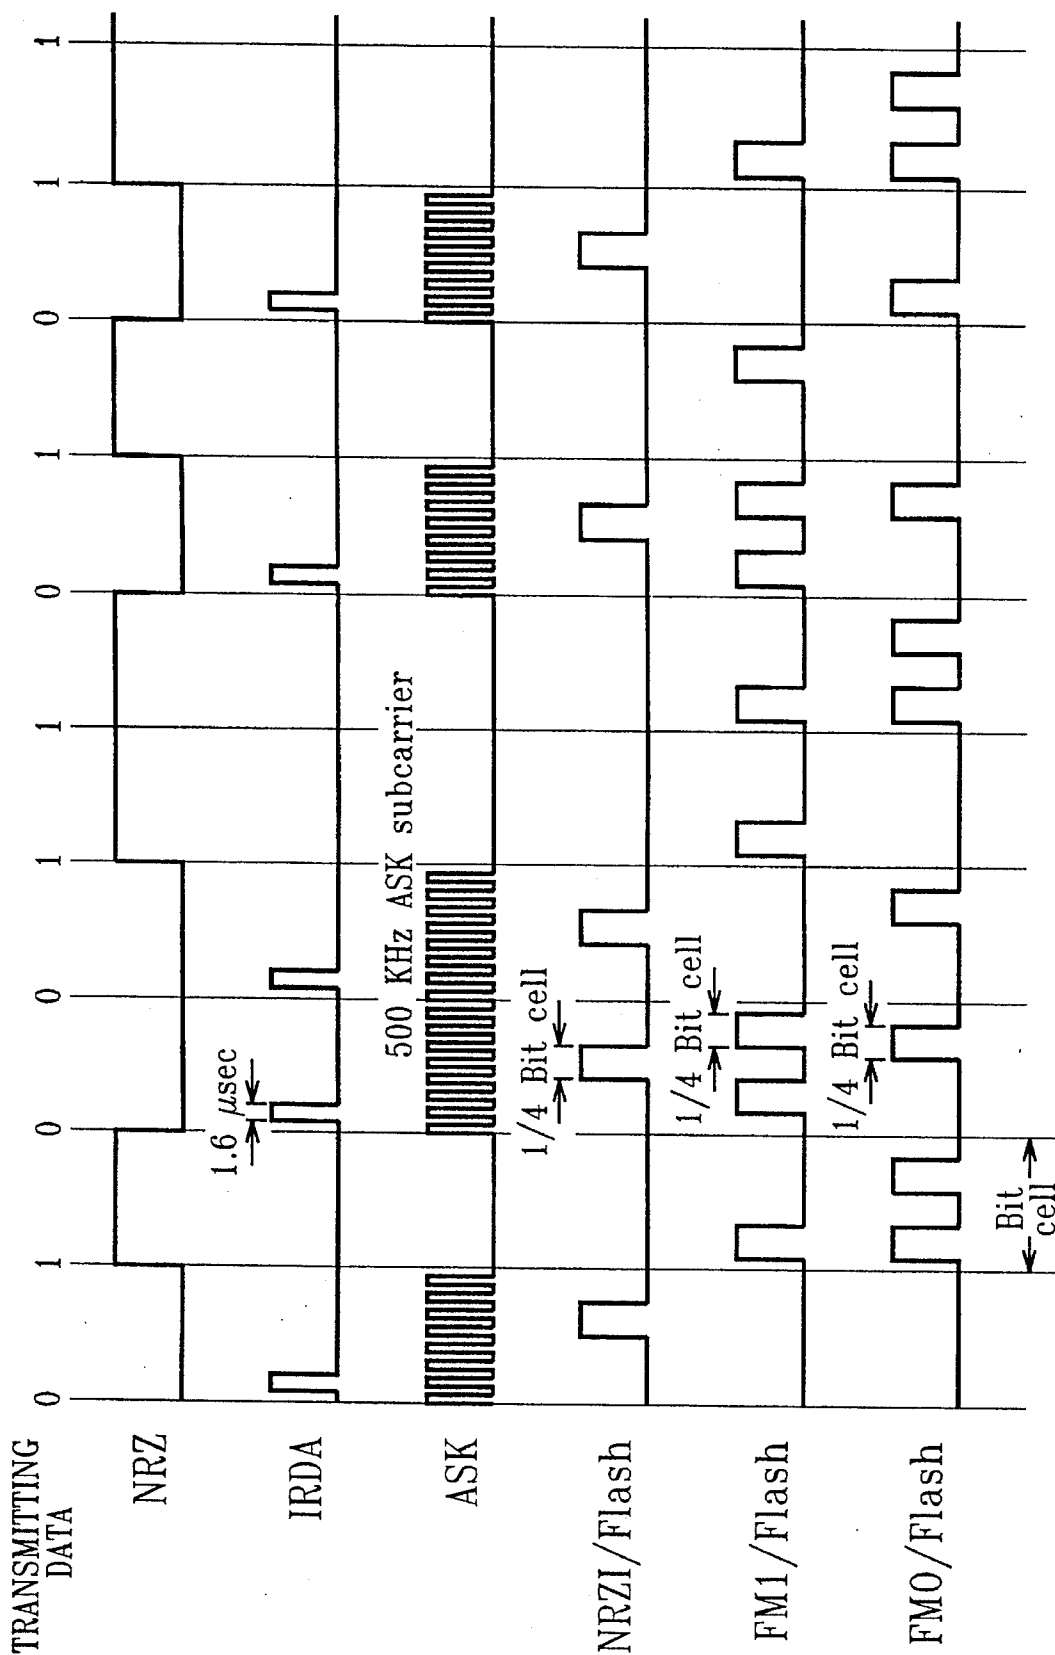 TRANSMITTING
DATA
0 1 0 0 1 1 0 1 0 1 1
NRZ
IRDA
1.6 μsec
ASK
500 KHz ASK subcarrier
NRZI/Flash
1/4 Bit cell
FM1/Flash
1/4 Bit cell
FM0/Flash
1/4 Bit cell
Bit
cell